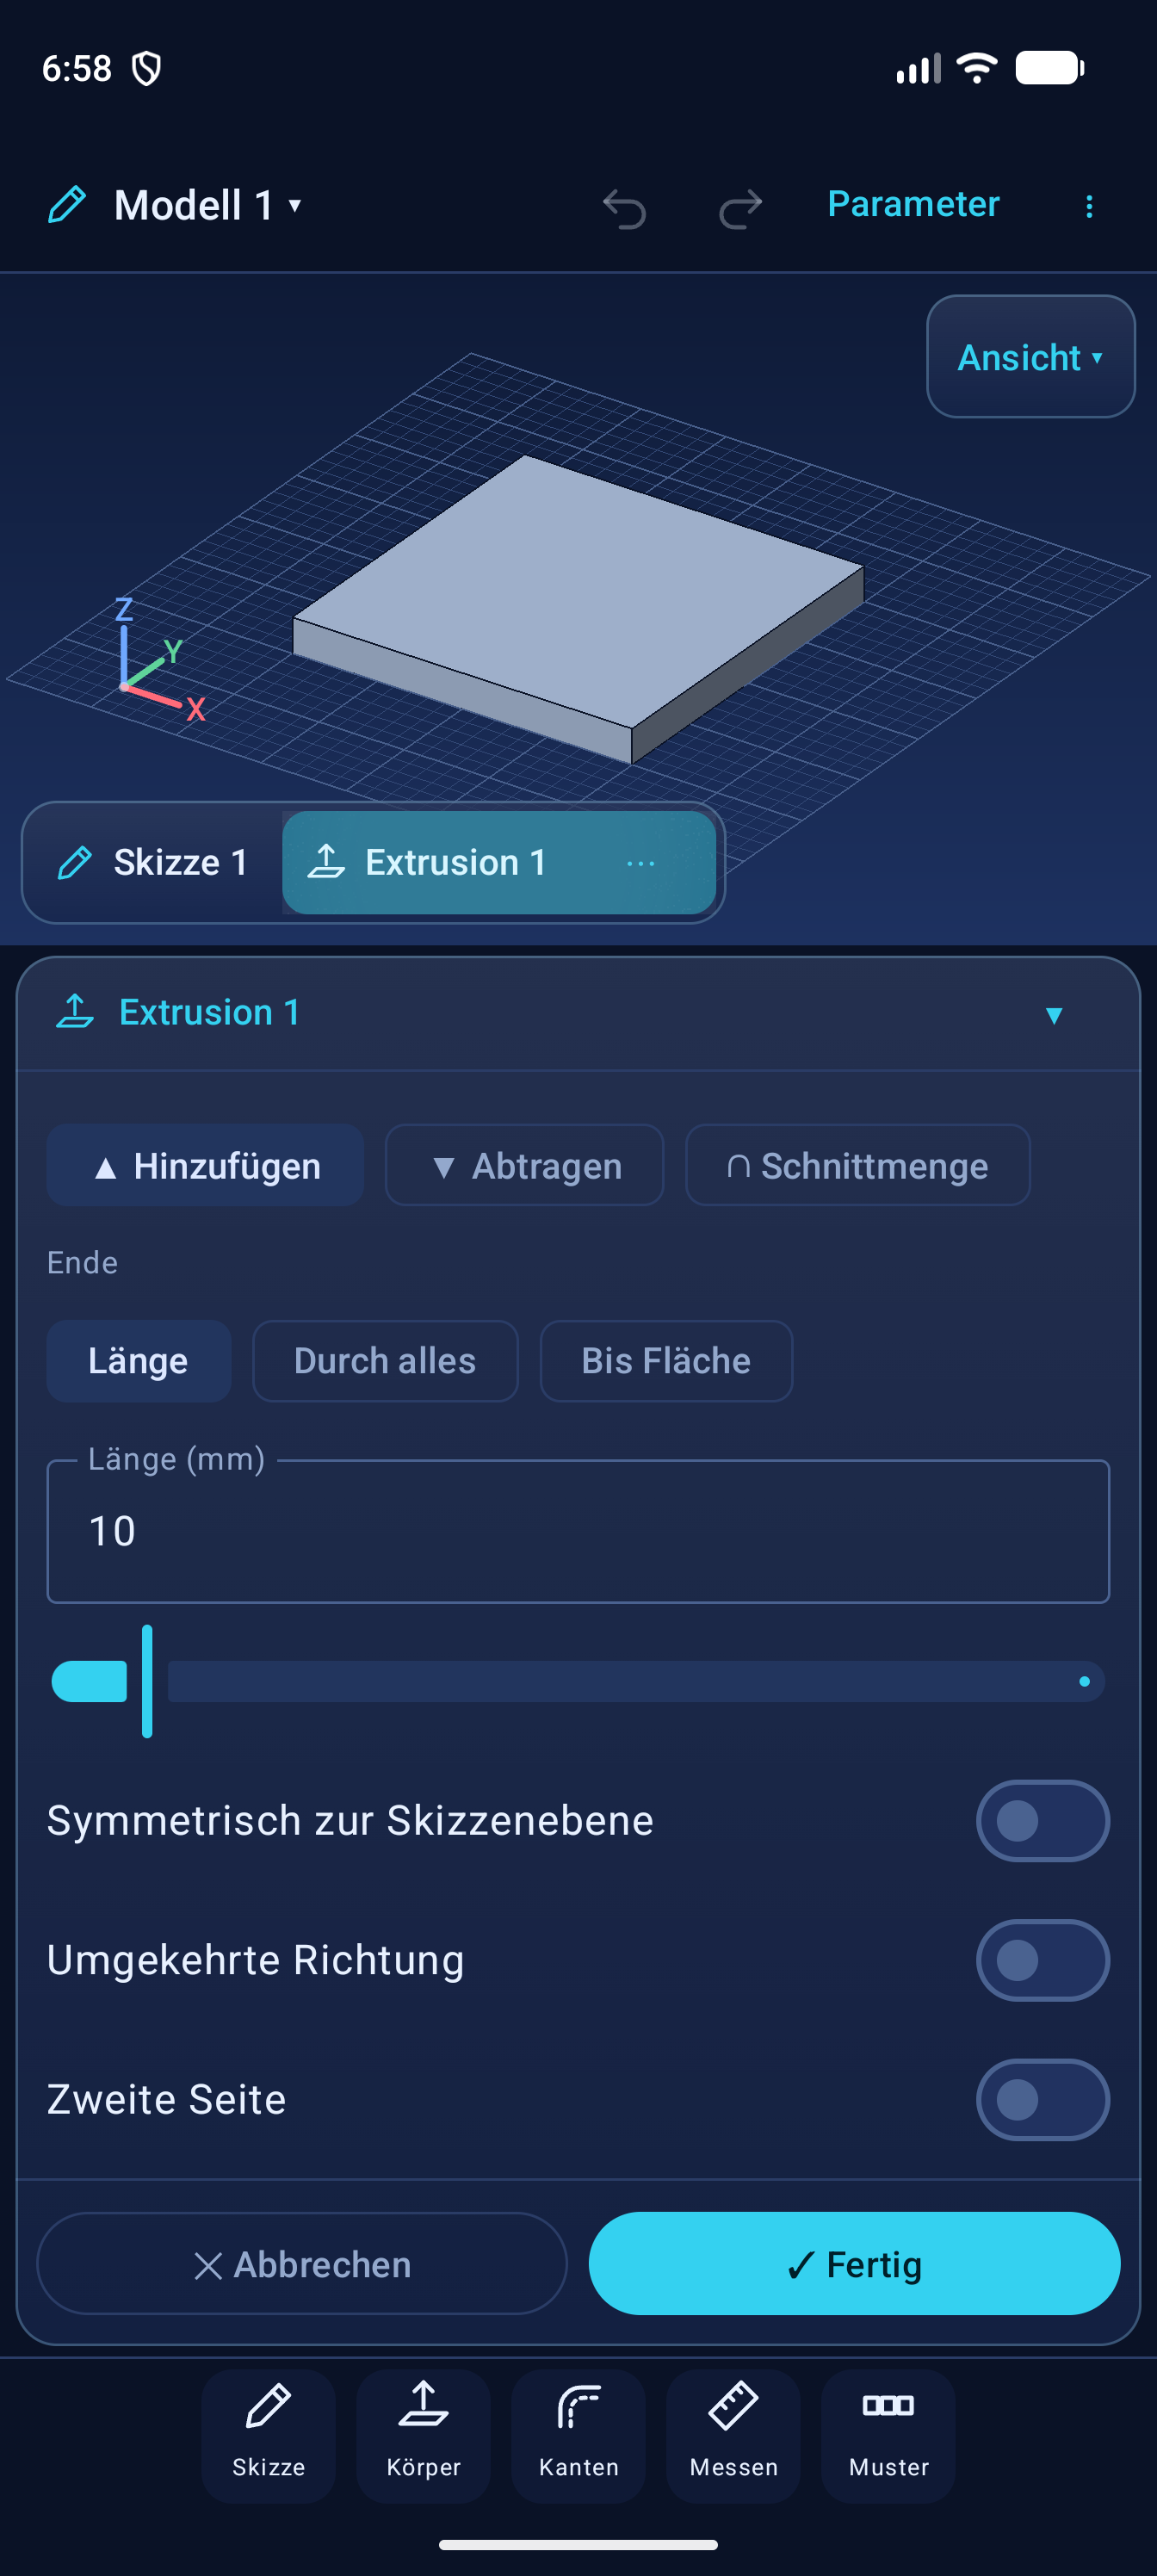 6:58
Modell 1 ▾
Parameter
Ansicht ▾
Z
Y
X
Skizze 1
Extrusion 1 ...
Extrusion 1 ▼
▲ Hinzufügen
▼ Abtragen
∩ Schnittmenge
Ende
Länge
Durch alles
Bis Fläche
Länge (mm)
10
Symmetrisch zur Skizzenebene
Umgekehrte Richtung
Zweite Seite
✕ Abbrechen
✓ Fertig
Skizze
Körper
Kanten
Messen
Muster